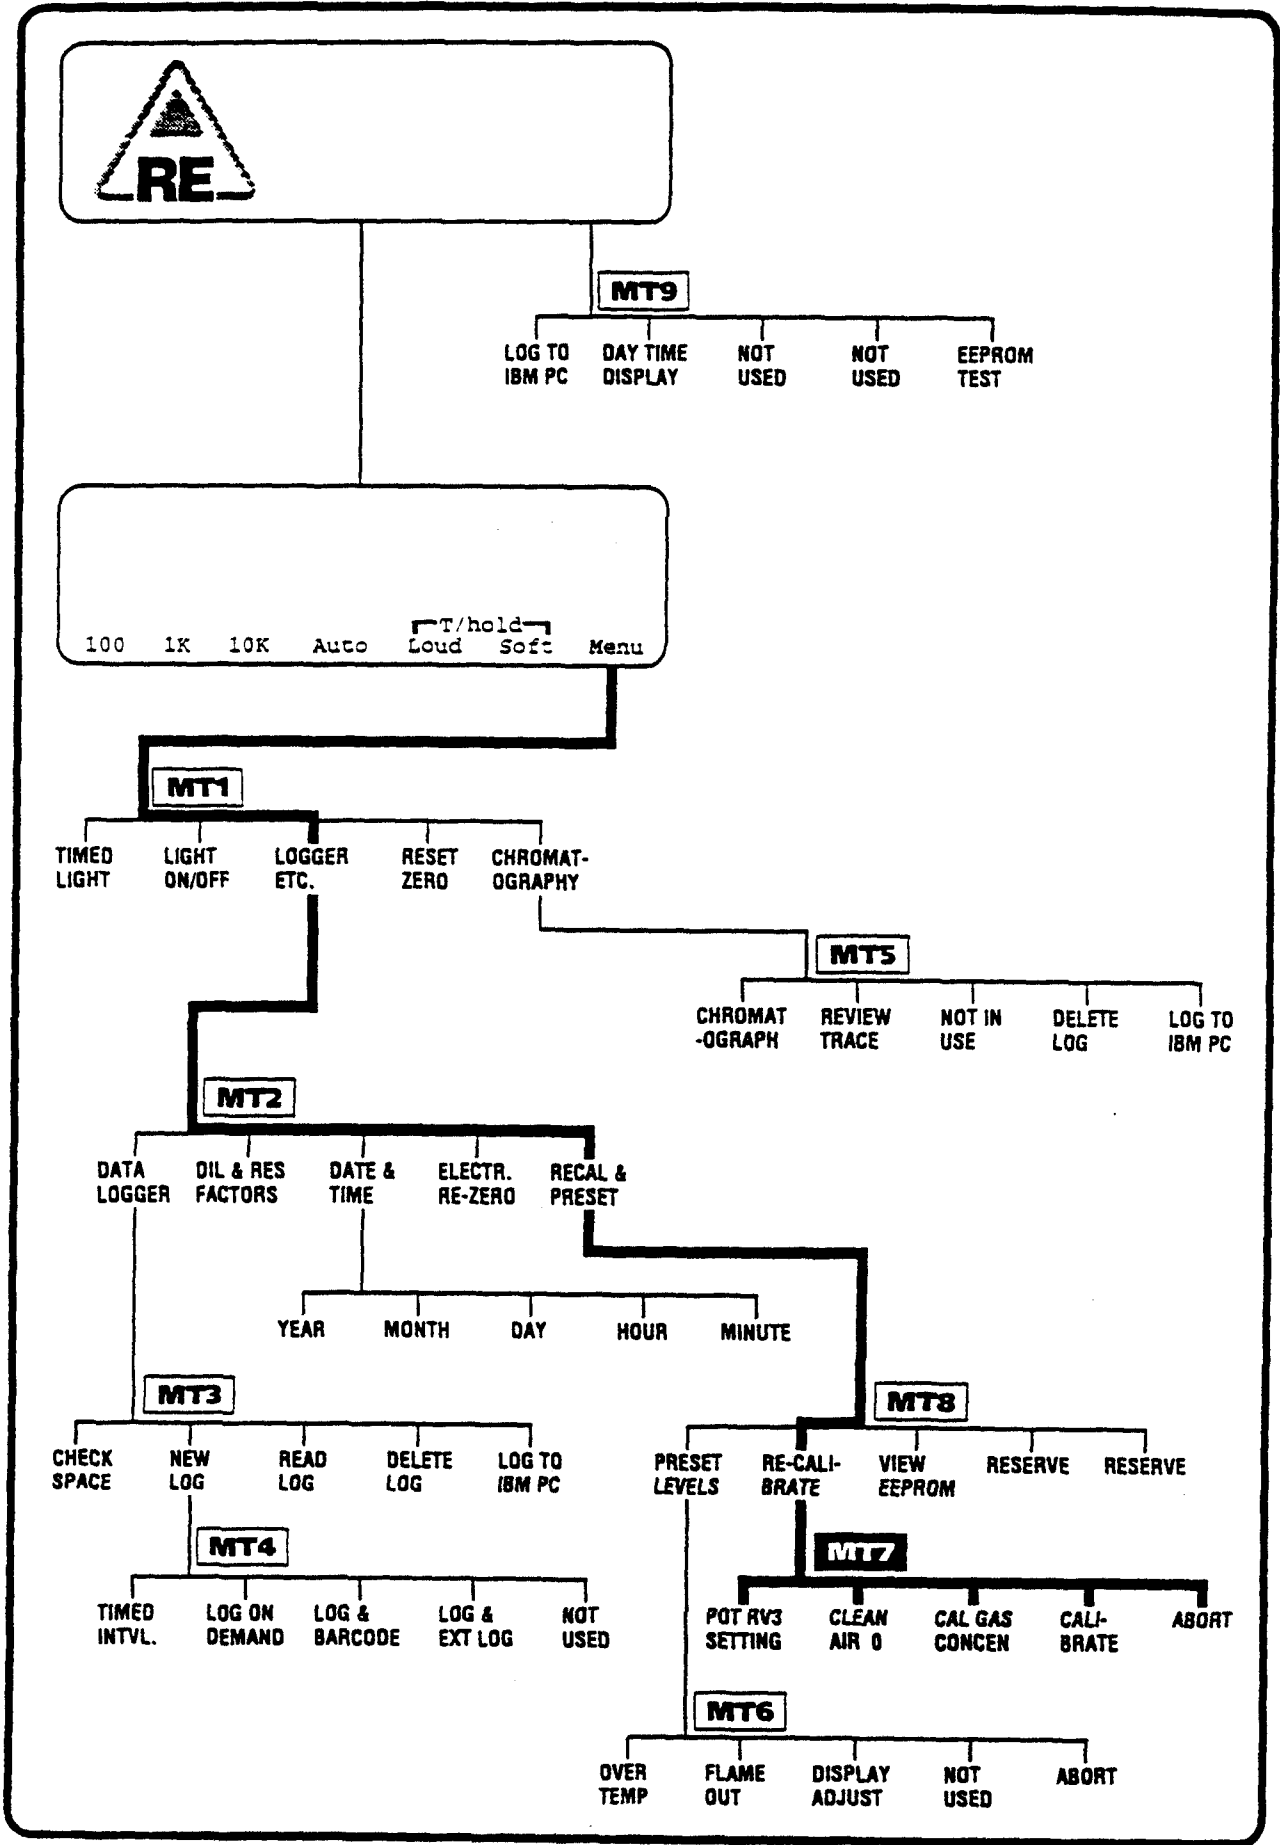 RE
MT9
LOG TO IBM PC
DAY TIME DISPLAY
NOT USED
NOT USED
EEPROM TEST
T/hold
100 1K 10K Auto Loud Soft Menu
MT1
TIMED LIGHT
LIGHT ON/OFF
LOGGER ETC.
RESET ZERO
CHROMAT-
OGRAPHY
MT5
CHROMAT
-OGRAPH
REVIEW TRACE
NOT IN USE
DELETE LOG
LOG TO IBM PC
MT2
DATA LOGGER
DIL & RES FACTORS
DATE & TIME
ELECTR. RE-ZERO
RECAL & PRESET
YEAR MONTH DAY HOUR MINUTE
MT3
CHECK SPACE
NEW LOG
READ LOG
DELETE LOG
LOG TO IBM PC
MT8
PRESET LEVELS
RE-CALI-
BRATE
VIEW EEPROM
RESERVE
RESERVE
MT4
TIMED INTVL.
LOG ON DEMAND
LOG & BARCODE
LOG & EXT LOG
NOT USED
MT7
POT RV3 SETTING
CLEAN AIR 0
CAL GAS CONCEN
CALI-
BRATE
ABORT
MT6
OVER TEMP
FLAME OUT
DISPLAY ADJUST
NOT USED
ABORT